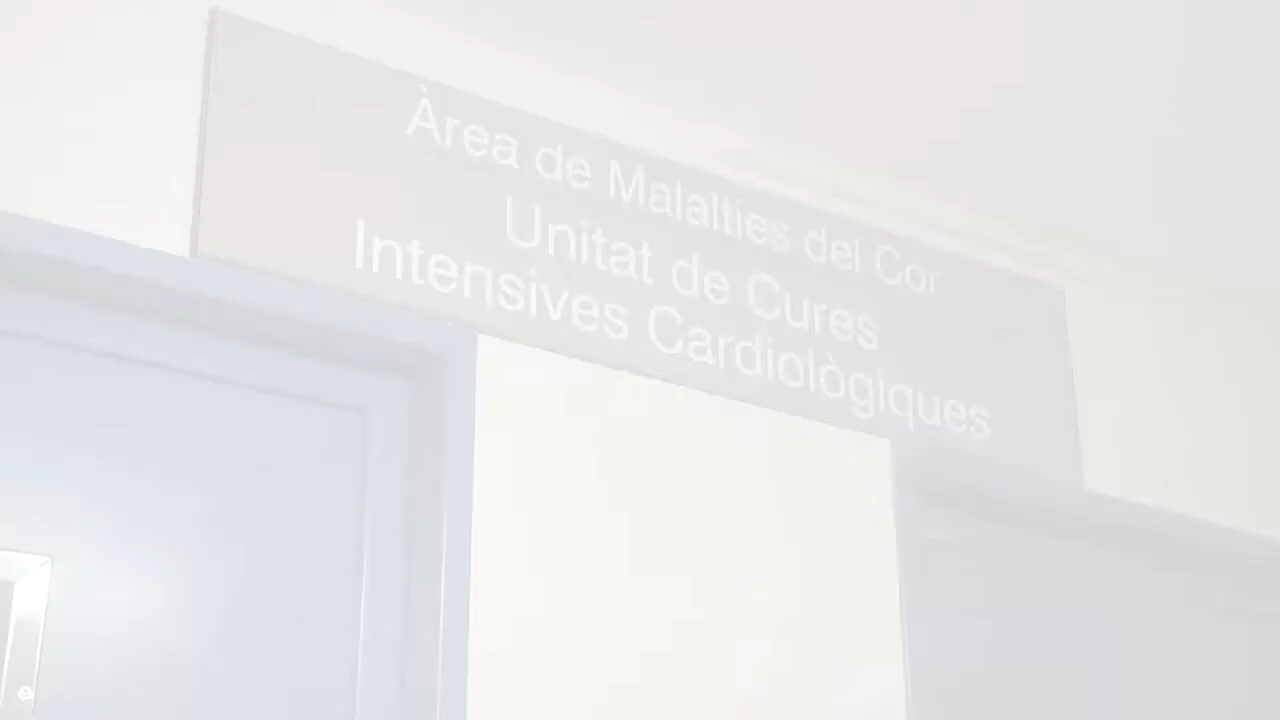 Àrea de Malalties del Cor
Unitat de Cures
Intensives Cardiològiques